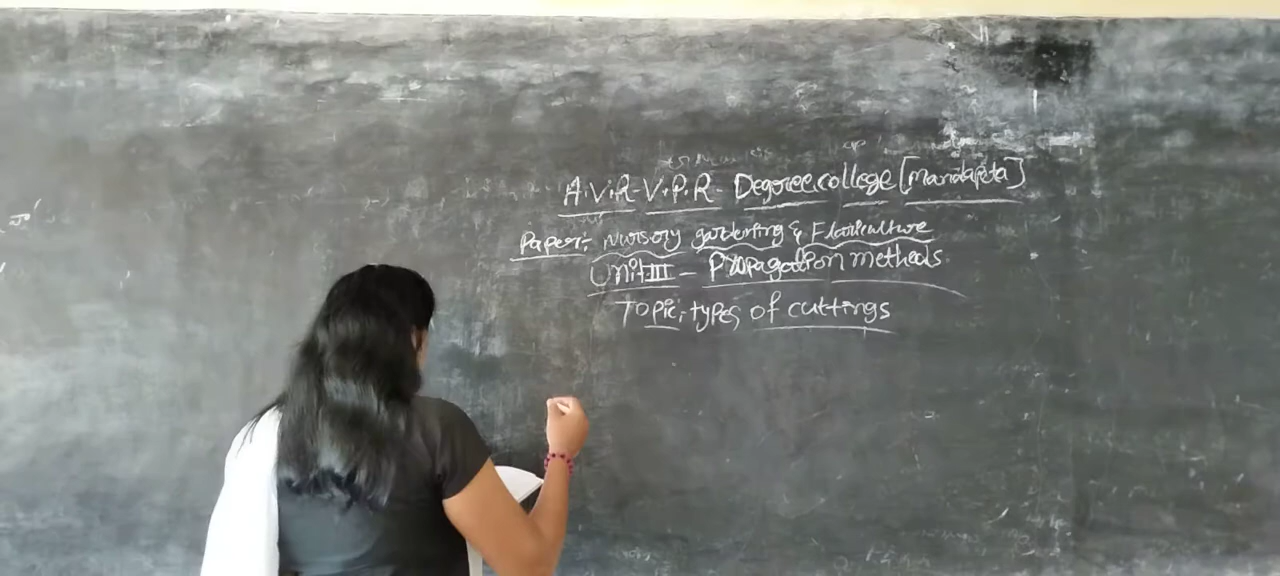 A.V.R-V.P.R- Degree college [Mandapeta]
Paper:- Nursery gardening & Floriculture
Unit III - Propagation methods
Topic: types of cuttings